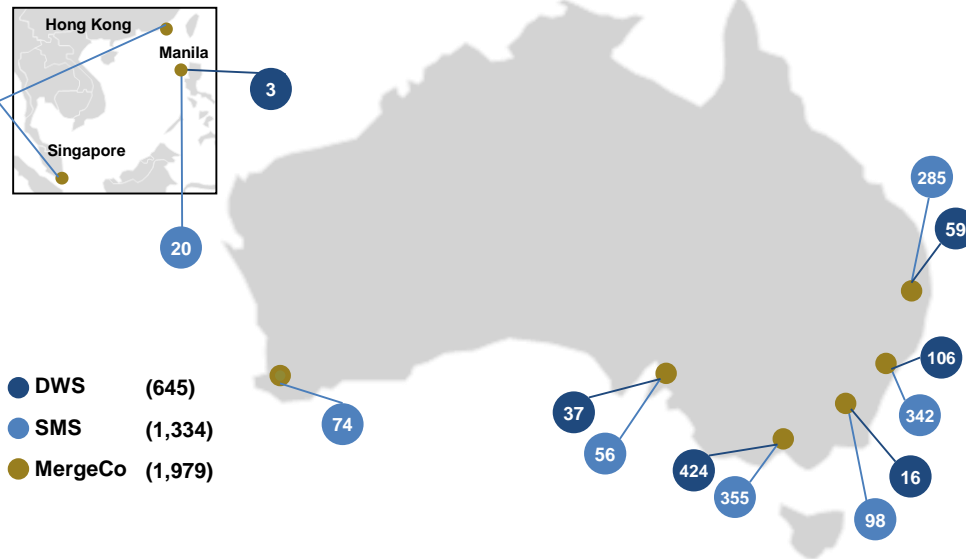 Hong Kong
Manila
3
Singapore
285
59
20
106
DWS (645)
37
342
SMS (1,334)
74
56
424
MergeCo (1,979)
16
355
98